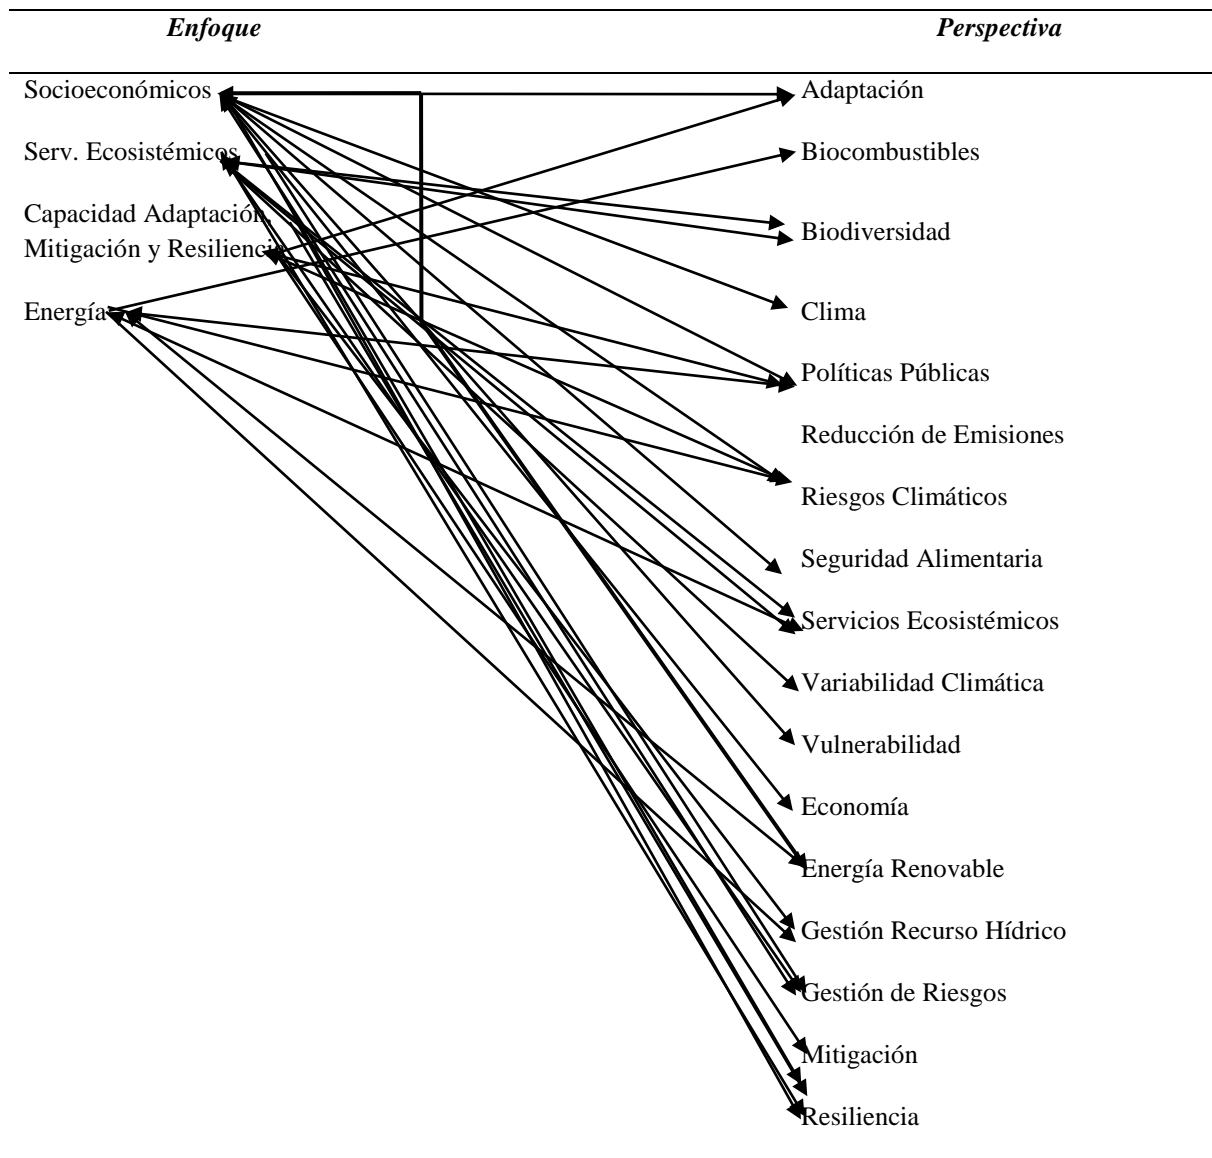 Enfoque Perspectiva
Socioeconómicos Adaptación
Serv. Ecosistémicos Biocombustibles
Capacidad Adaptación,
Mitigación y Resiliencia Biodiversidad
Energía Clima
Políticas Públicas
Reducción de Emisiones
Riesgos Climáticos
Seguridad Alimentaria
Servicios Ecosistémicos
Variabilidad Climática
Vulnerabilidad
Economía
Energía Renovable
Gestión Recurso Hídrico
Gestión de Riesgos
Mitigación
Resiliencia